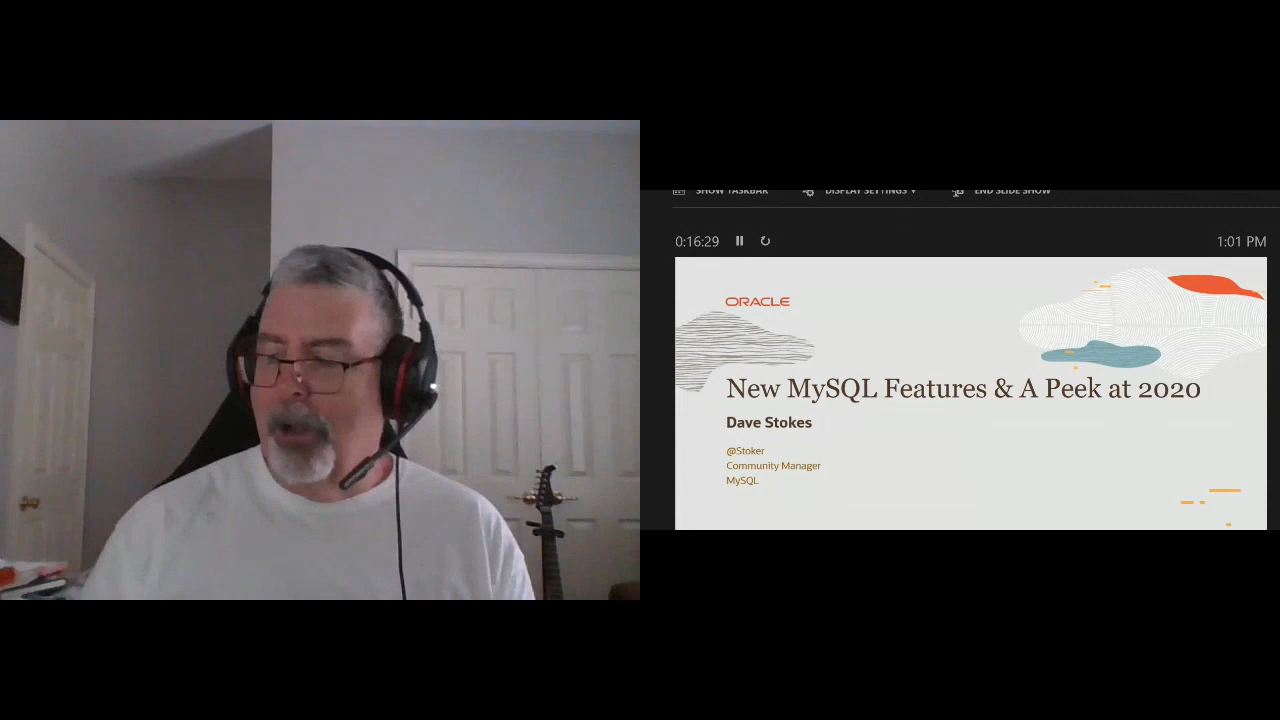 SHOW TASKBAR DISPLAY SETTINGS ▾ END SLIDE SHOW
0:16:29 1:01 PM
ORACLE
New MySQL Features & A Peek at 2020
Dave Stokes
@Stoker
Community Manager
MySQL